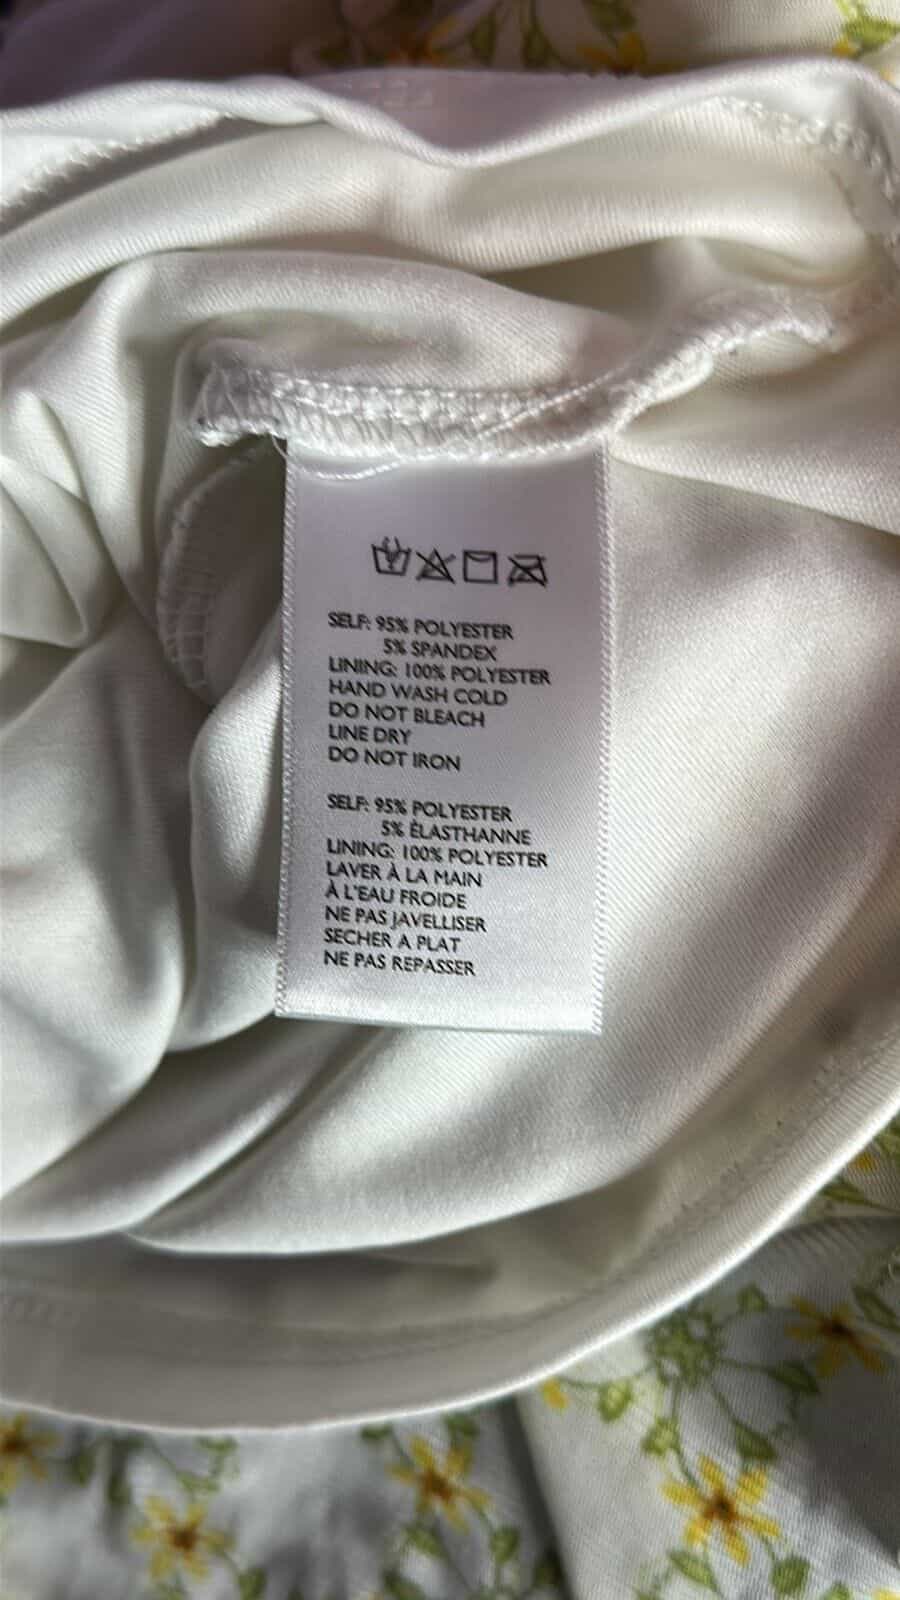 SELF: 95% POLYESTER
5% SPANDEX
LINING: 100% POLYESTER
HAND WASH COLD
DO NOT BLEACH
LINE DRY
DO NOT IRON
SELF: 95% POLYESTER
5% ÉLASTHANNE
LINING: 100% POLYESTER
LAVER À LA MAIN
À L'EAU FROIDE
NE PAS JAVELLISER
SECHER A PLAT
NE PAS REPASSER